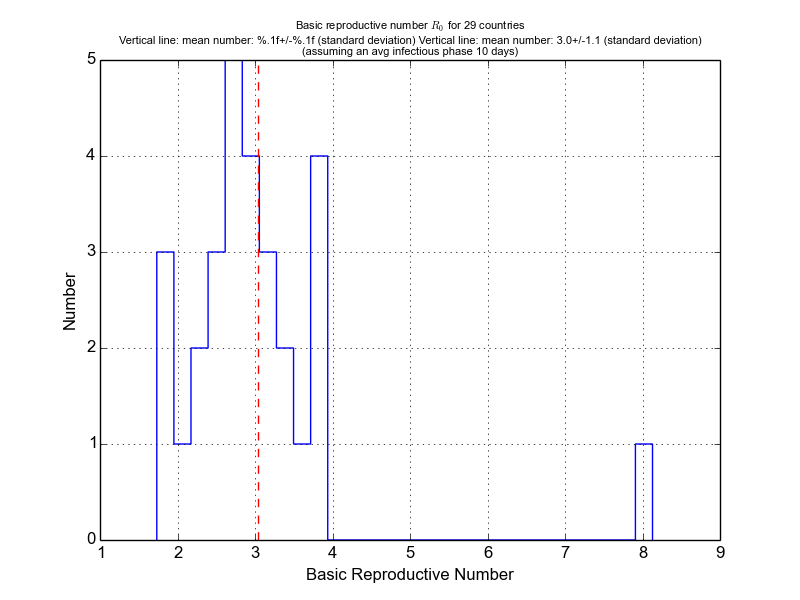 Basic reproductive number R₀ for 29 countries
Vertical line: mean number: %.1f+/-%.1f (standard deviation) Vertical line: mean number: 3.0+/-1.1 (standard deviation)
(assuming an avg infectious phase 10 days)
5
4
3
2
1
0
Number
1 2 3 4 5 6 7 8 9
Basic Reproductive Number